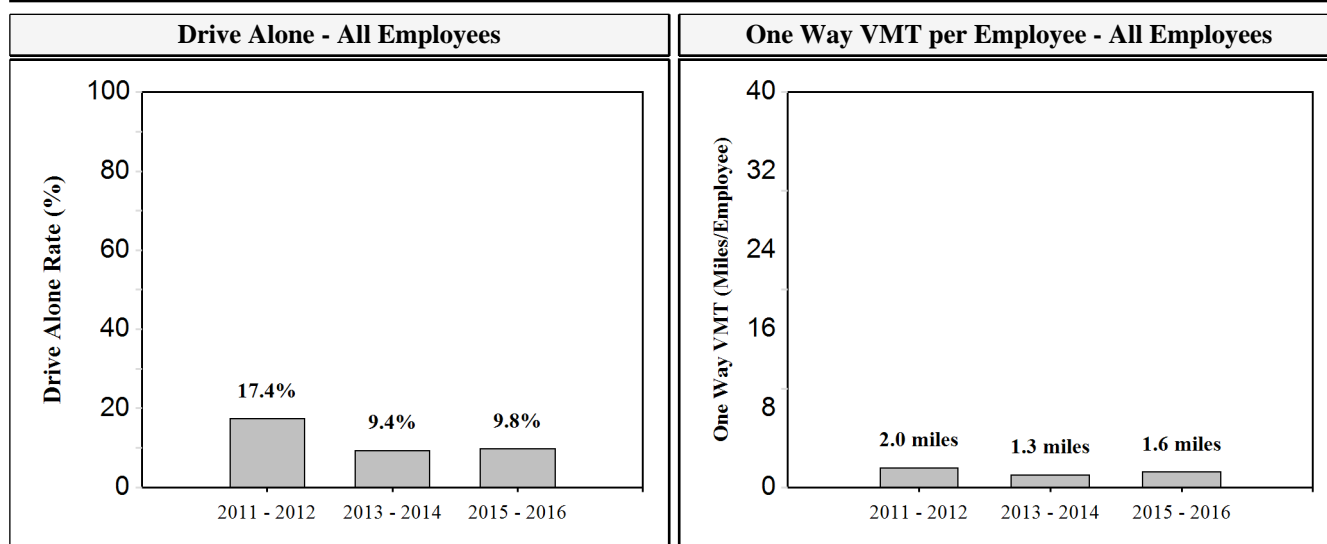 Drive Alone - All Employees
One Way VMT per Employee - All Employees
Drive Alone Rate (%)
100
80
60
40
20
0
17.4%
9.4%
9.8%
2011 - 2012
2013 - 2014
2015 - 2016
One Way VMT (Miles/Employee)
40
32
24
16
8
0
2.0 miles
1.3 miles
1.6 miles
2011 - 2012
2013 - 2014
2015 - 2016